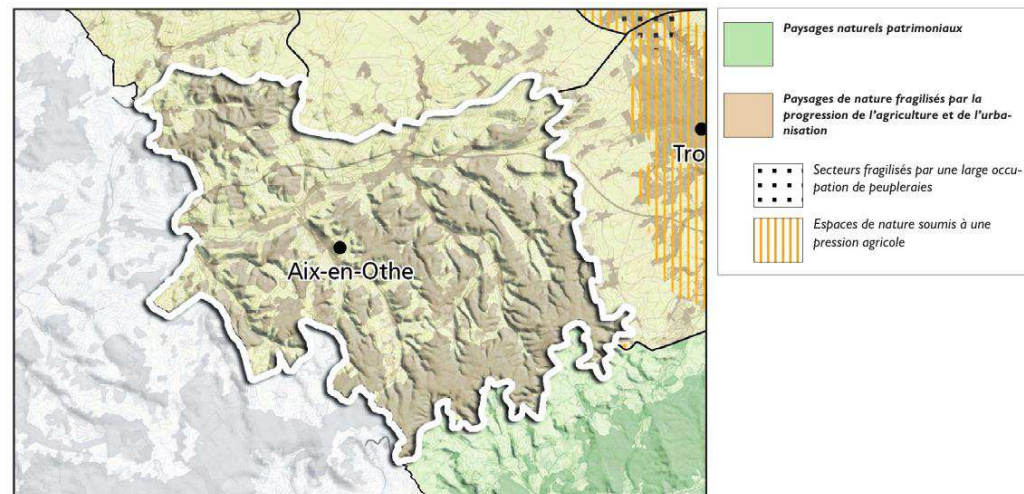 Paysages naturels patrimoniaux
Paysages de nature fragilisés par la
progression de l'agriculture et de l'urba-
nisation
Tro
Secteurs fragilisés par une large occu-
pation de peupleraies
Espaces de nature soumis à une
pression agricole
Aix-en-Othe